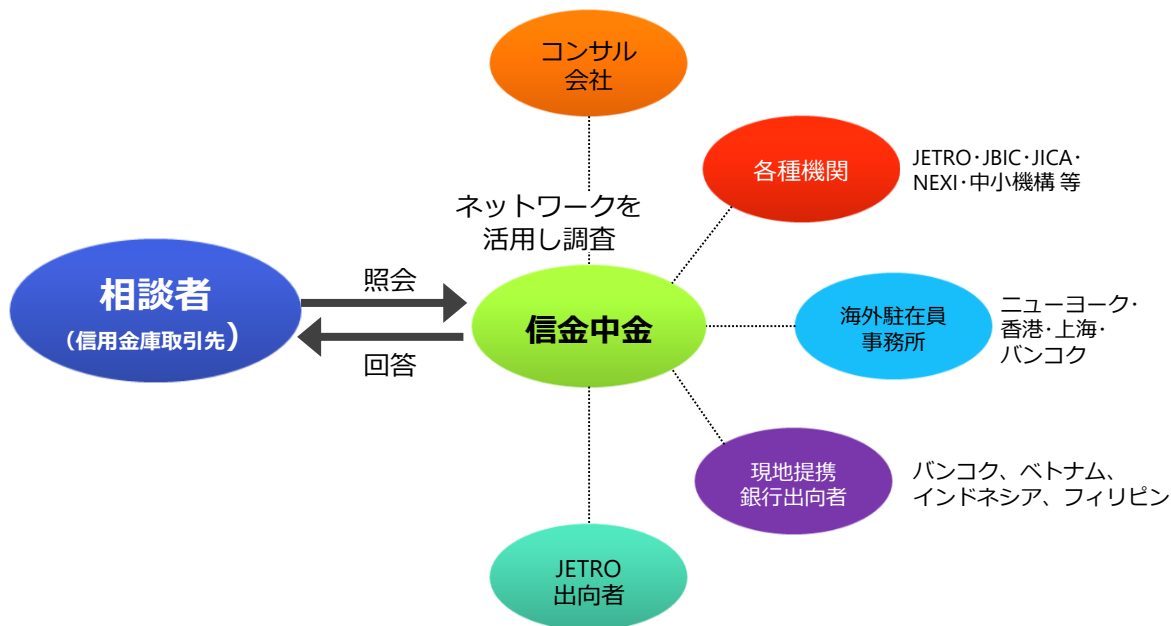 コンサル
会社
各種機関
JETRO･JBIC･JICA･
NEXI･中小機構 等
ネットワークを
活用し調査
相談者
（信用金庫取引先）
照会
回答
信金中金
海外駐在員
事務所
ニューヨーク･
香港･上海･
バンコク
現地提携
銀行出向者
バンコク、ベトナム、
インドネシア、フィリピン
JETRO
出向者